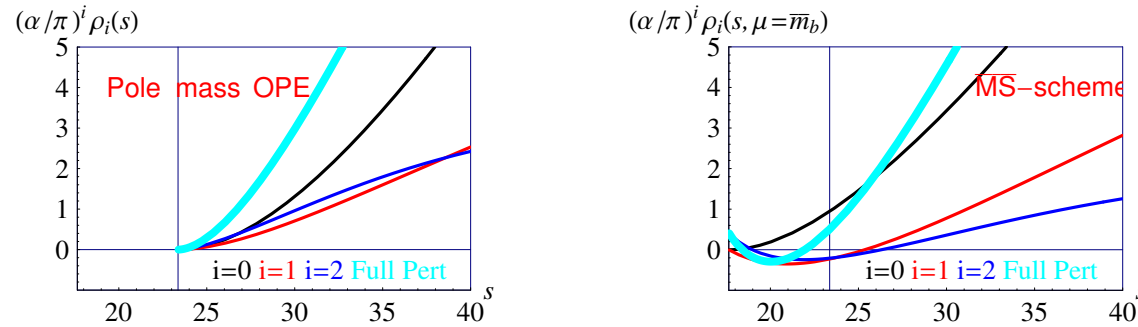 (α/π)^i ρ_i(s)
5
4
3
2
1
0
Pole mass OPE
i=0 i=1 i=2 Full Pert
20 25 30 35 40
s
(α/π)^i ρ_i(s, μ=m̅_b)
5
4
3
2
1
0
M̅S̅-scheme
i=0 i=1 i=2 Full Pert
20 25 30 35 40